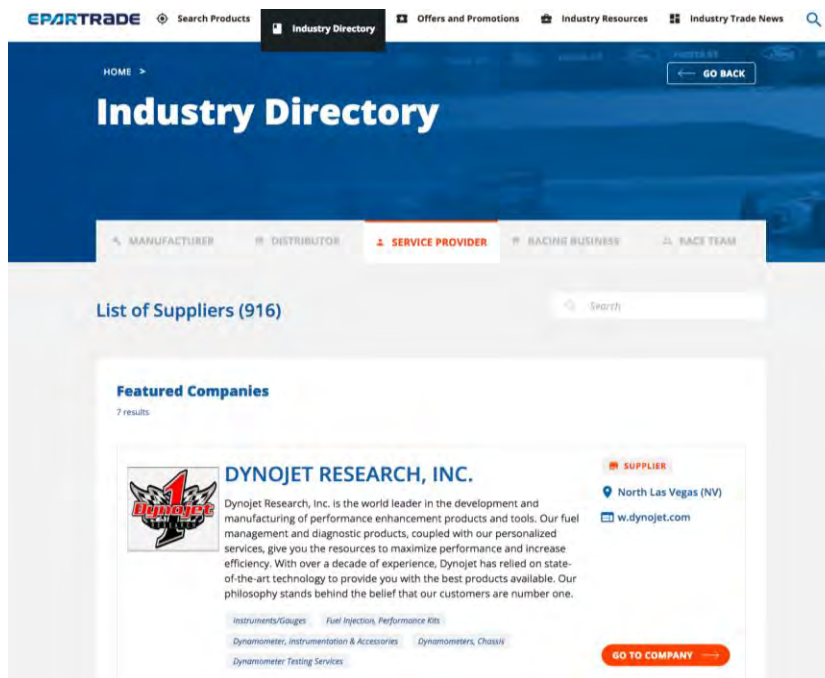 EPARTRADE
Search Products
Industry Directory
Offers and Promotions
Industry Resources
Industry Trade News
HOME >
GO BACK
Industry Directory
MANUFACTURER
DISTRIBUTOR
SERVICE PROVIDER
RACING BUSINESS
RACE TEAM
List of Suppliers (916)
Search
Featured Companies
7 results
Dynojet
DYNOJET RESEARCH, INC.
Dynojet Research, Inc. is the world leader in the development and
manufacturing of performance enhancement products and tools. Our fuel
management and diagnostic products, coupled with our personalized
services, give you the resources to maximize performance and increase
efficiency. With over a decade of experience, Dynojet has relied on state-
of-the-art technology to provide you with the best products available. Our
philosophy stands behind the belief that our customers are number one.
Instruments/Gauges
Fuel Injection, Performance Kits
Dynamometer, Instrumentation & Accessories
Dynamometers, Chassis
Dynamometer Testing Services
SUPPLIER
North Las Vegas (NV)
w.dynojet.com
GO TO COMPANY